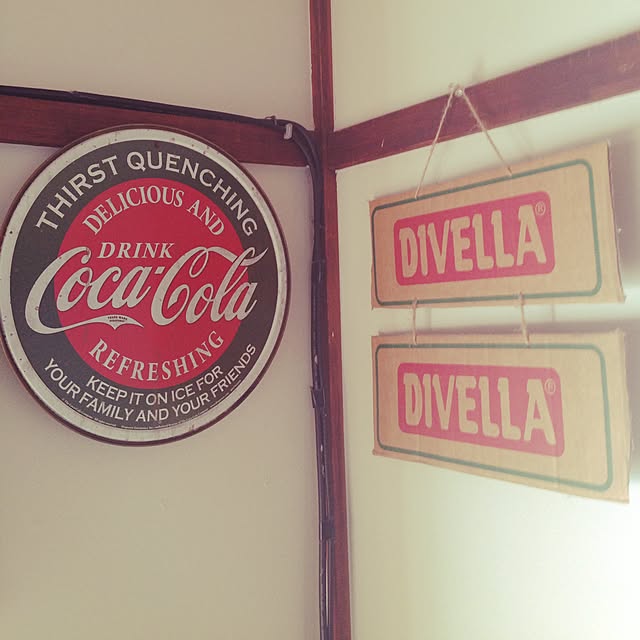 THIRST QUENCHING
DELICIOUS AND
DRINK
Coca-Cola
REFRESHING
KEEP IT ON ICE FOR
YOUR FAMILY AND YOUR FRIENDS
DIVELLA®
DIVELLA®